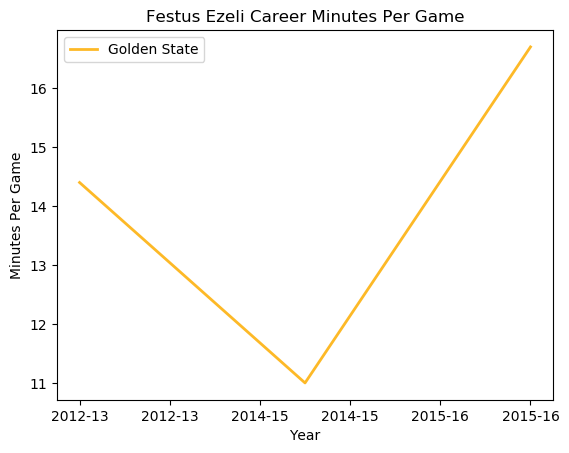 Festus Ezeli Career Minutes Per Game
Golden State
Minutes Per Game
16
15
14
13
12
11
2012-13 2012-13 2014-15 2014-15 2015-16 2015-16
Year